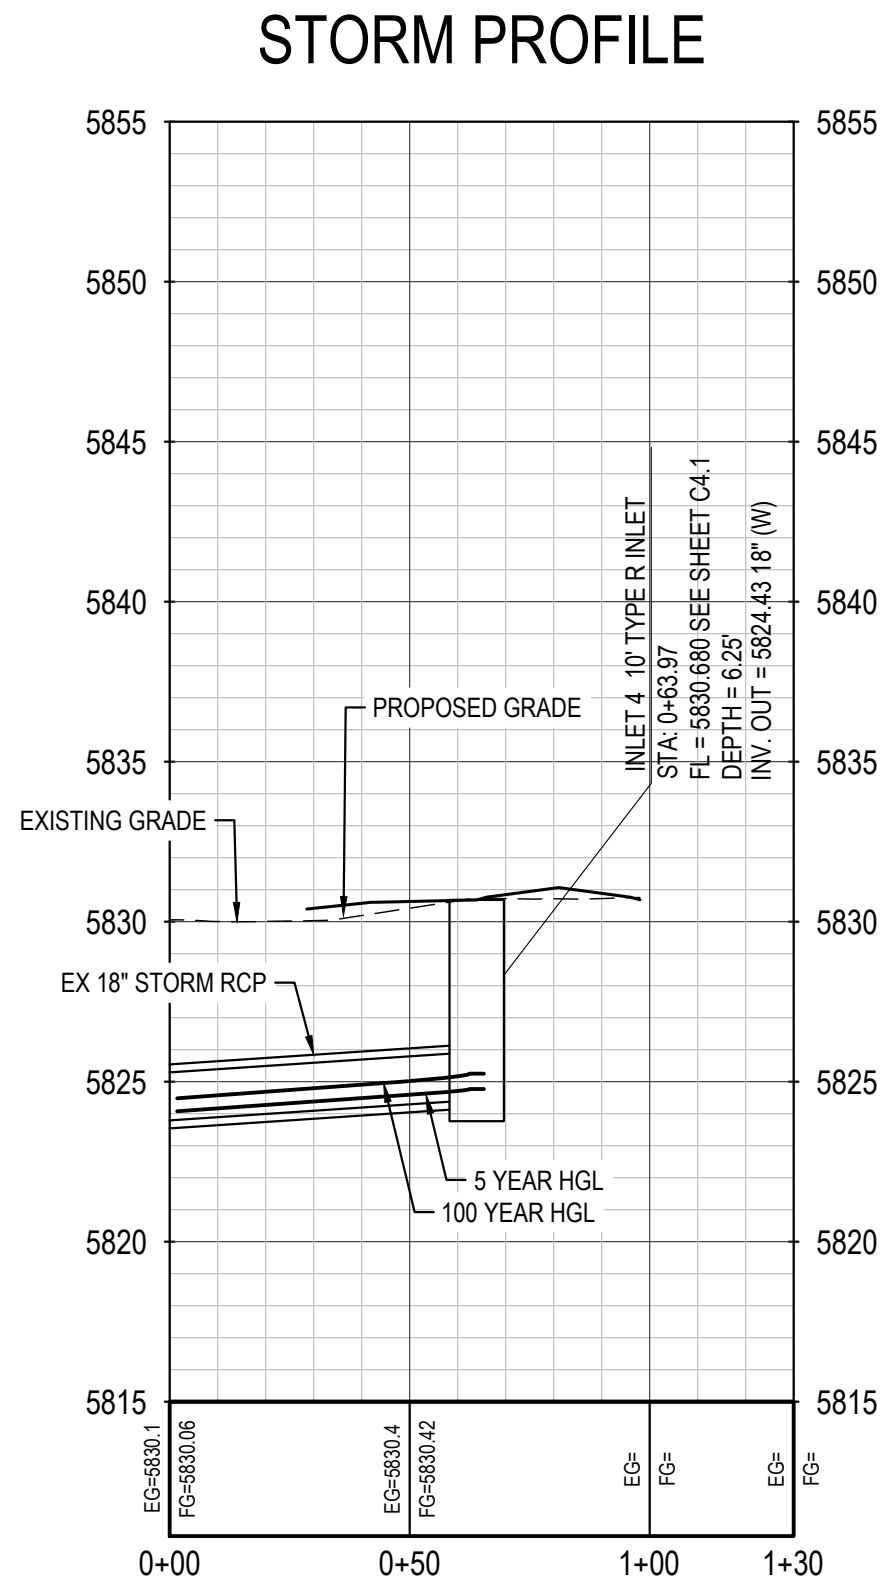 STORM PROFILE
5855 5855
5850 5850
5845 5845
5840 5840
INLET 4 10' TYPE R INLET
STA: 0+63.97
FL = 5830.680 SEE SHEET C4.1
DEPTH = 6.25'
INV. OUT = 5824.43 18" (W)
PROPOSED GRADE
5835 5835
EXISTING GRADE
5830 5830
EX 18" STORM RCP
5825 5825
5 YEAR HGL
100 YEAR HGL
5820 5820
5815 5815
EG=5830.1
FG=5830.06
EG=5830.4
FG=5830.42
EG=
FG=
EG=
FG=
0+00 0+50 1+00 1+30